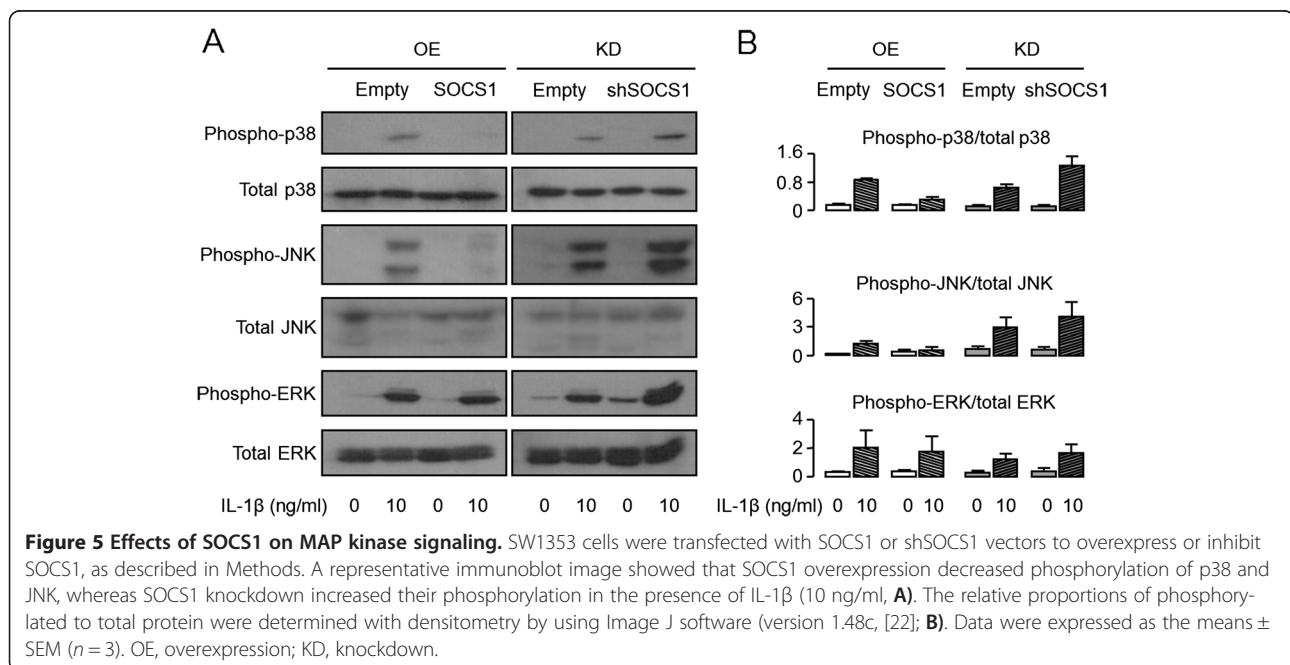 A
B
OE
KD
OE
KD
Empty
SOCS1
Empty
shSOCS1
Empty
SOCS1
Empty
shSOCS1
Phospho-p38
Total p38
Phospho-JNK
Total JNK
Phospho-ERK
Total ERK
IL-1β (ng/ml)
0 10 0 10 0 10 0 10
Phospho-p38/total p38
1.6
0.8
0
Phospho-JNK/total JNK
6
3
0
Phospho-ERK/total ERK
4
2
0
IL-1β (ng/ml)
0 10 0 10 0 10 0 10
Figure 5 Effects of SOCS1 on MAP kinase signaling. SW1353 cells were transfected with SOCS1 or shSOCS1 vectors to overexpress or inhibit
SOCS1, as described in Methods. A representative immunoblot image showed that SOCS1 overexpression decreased phosphorylation of p38 and
JNK, whereas SOCS1 knockdown increased their phosphorylation in the presence of IL-1β (10 ng/ml, A). The relative proportions of phosphory-
lated to total protein were determined with densitometry by using Image J software (version 1.48c, [22]; B). Data were expressed as the means ±
SEM (n = 3). OE, overexpression; KD, knockdown.